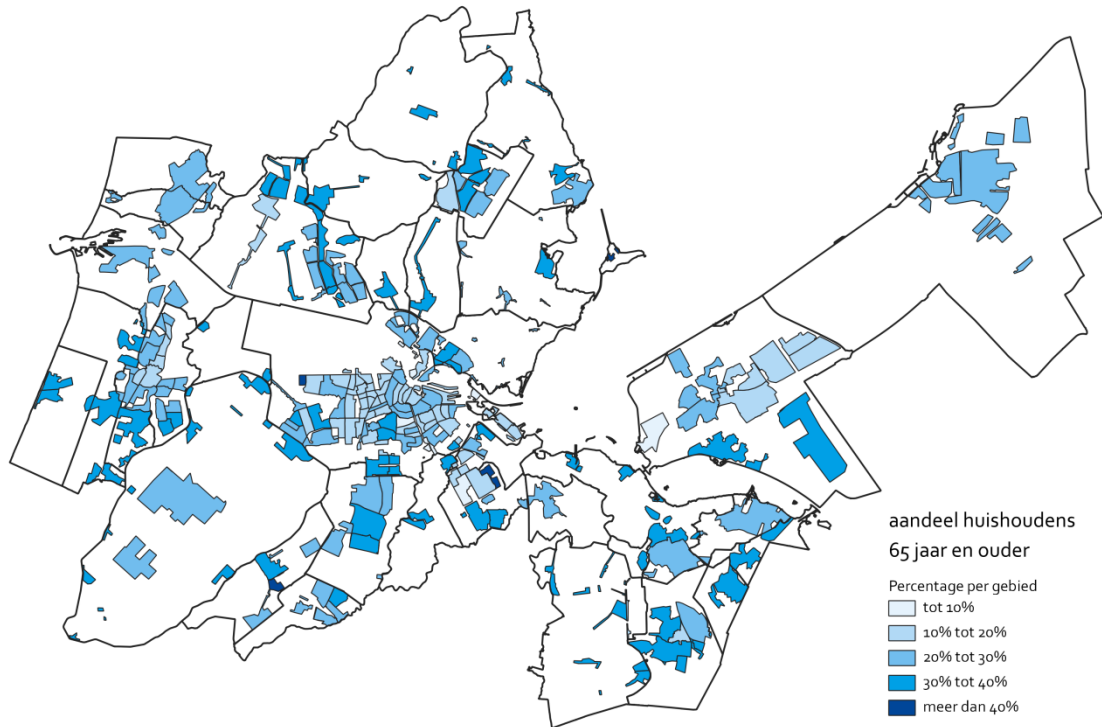 aandeel huishoudens
65 jaar en ouder
Percentage per gebied
tot 10%
10% tot 20%
20% tot 30%
30% tot 40%
meer dan 40%